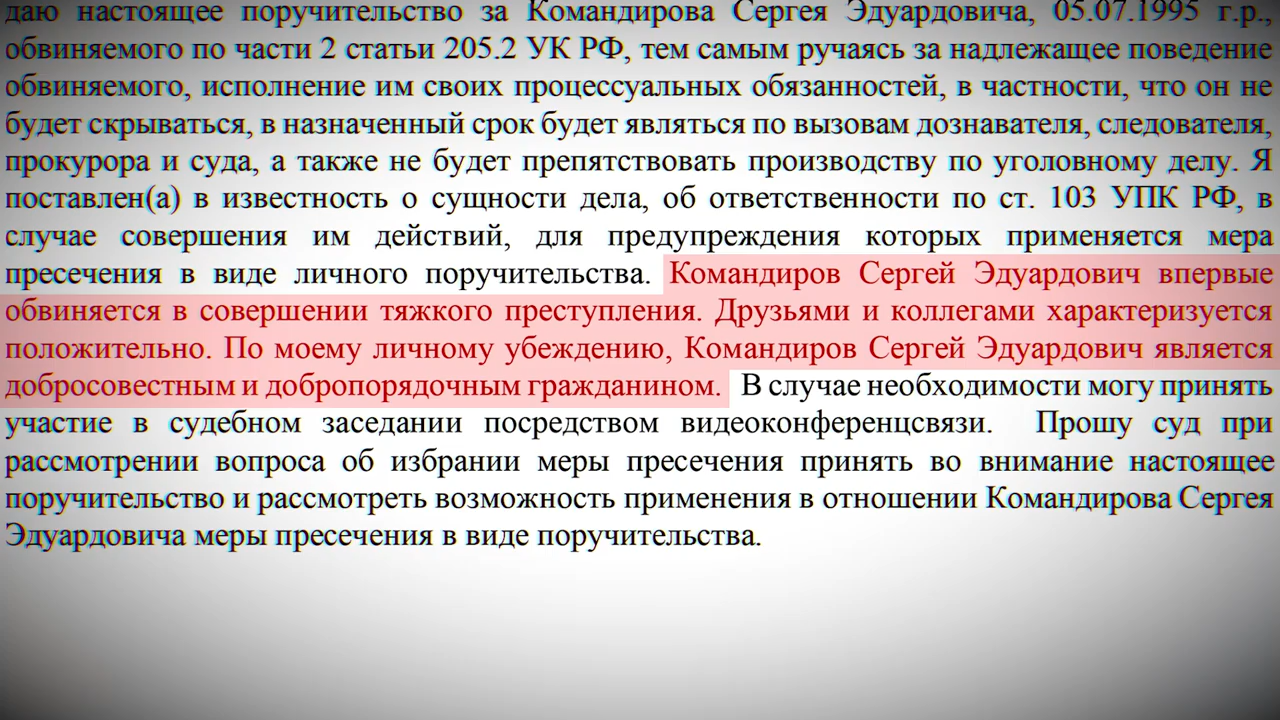 даю настоящее поручительство за Командирова Сергея Эдуардовича, 05.07.1995 г.р.,
обвиняемого по части 2 статьи 205.2 УК РФ, тем самым ручаясь за надлежащее поведение
обвиняемого, исполнение им своих процессуальных обязанностей, в частности, что он не
будет скрываться, в назначенный срок будет являться по вызовам дознавателя, следователя,
прокурора и суда, а также не будет препятствовать производству по уголовному делу. Я
поставлен(а) в известность о сущности дела, об ответственности по ст. 103 УПК РФ, в
случае совершения им действий, для предупреждения которых применяется мера
пресечения в виде личного поручительства. Командиров Сергей Эдуардович впервые
обвиняется в совершении тяжкого преступления. Друзьями и коллегами характеризуется
положительно. По моему личному убеждению, Командиров Сергей Эдуардович является
добросовестным и добропорядочным гражданином. В случае необходимости могу принять
участие в судебном заседании посредством видеоконференцсвязи. Прошу суд при
рассмотрении вопроса об избрании меры пресечения принять во внимание настоящее
поручительство и рассмотреть возможность применения в отношении Командирова Сергея
Эдуардовича меры пресечения в виде поручительства.